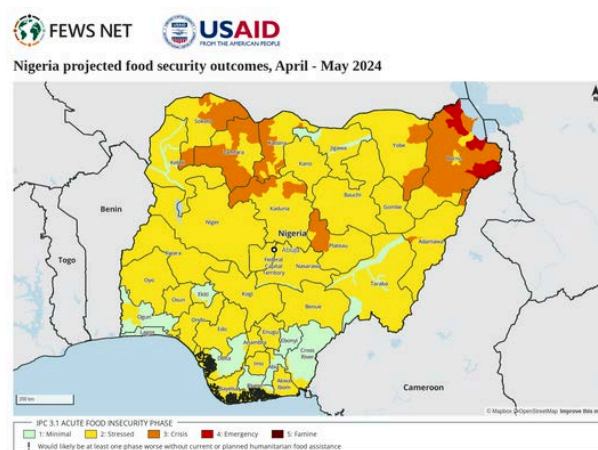 FEWS NET
USAID
FROM THE AMERICAN PEOPLE
Nigeria projected food security outcomes, April - May 2024
N
Sokoto
Katsina
Zamfara
Kebbi
Kano
Jigawa
Yobe
Borno
Benin
Kaduna
Bauchi
Gombe
Niger
Nigeria
Adamawa
Togo
Abuja
Plateau
Kwara
Federal
Capital
Territory
Nasarawa
Taraba
Oyo
Ekiti
Kogi
Osun
Benue
Ogun
Ondo
Edo
Enugu
Ebonyi
Lagos
Anambra
Cross
River
Delta
Imo
Abia
Akwa
Ibom
Bayelsa
Cameroon
200 km
© Mapbox © OpenStreetMap Improve this m
IPC 3.1 ACUTE FOOD INSECURITY PHASE
1: Minimal
2: Stressed
3: Crisis
4: Emergency
5: Famine
! Would likely be at least one phase worse without current or planned humanitarian food assistance